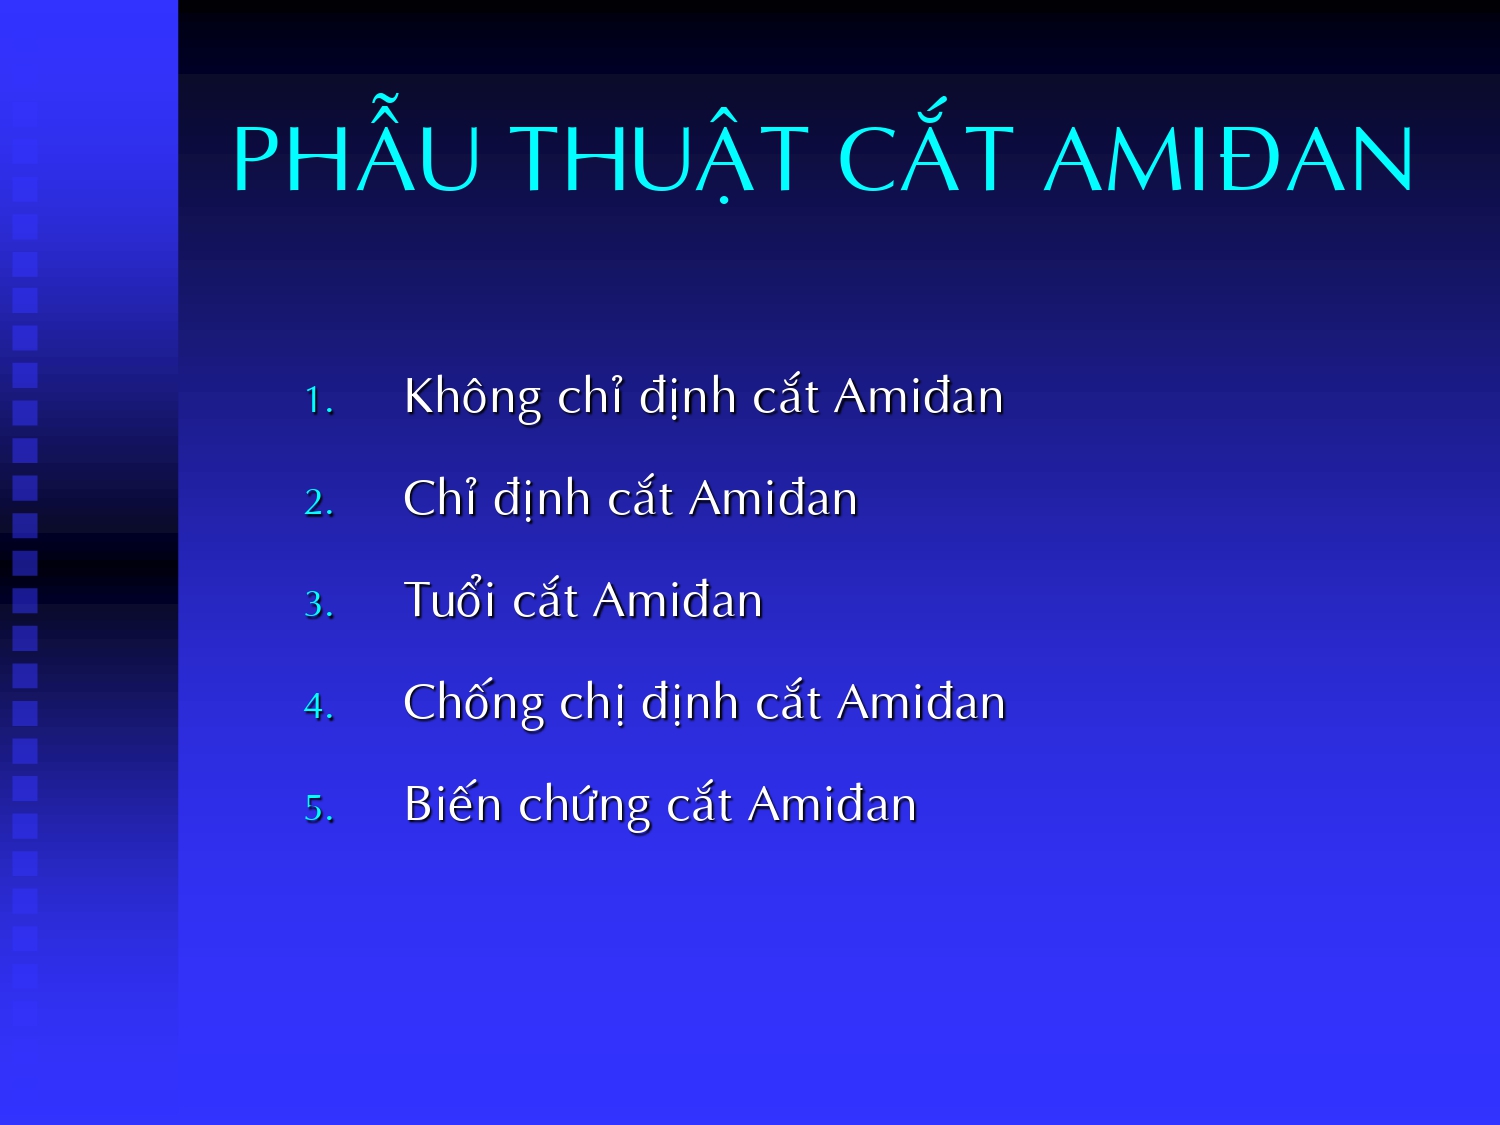 PHẪU THUẬT CẮT AMIĐAN
1. Không chỉ định cắt Amiđan
2. Chỉ định cắt Amiđan
3. Tuổi cắt Amiđan
4. Chống chị định cắt Amiđan
5. Biến chứng cắt Amiđan